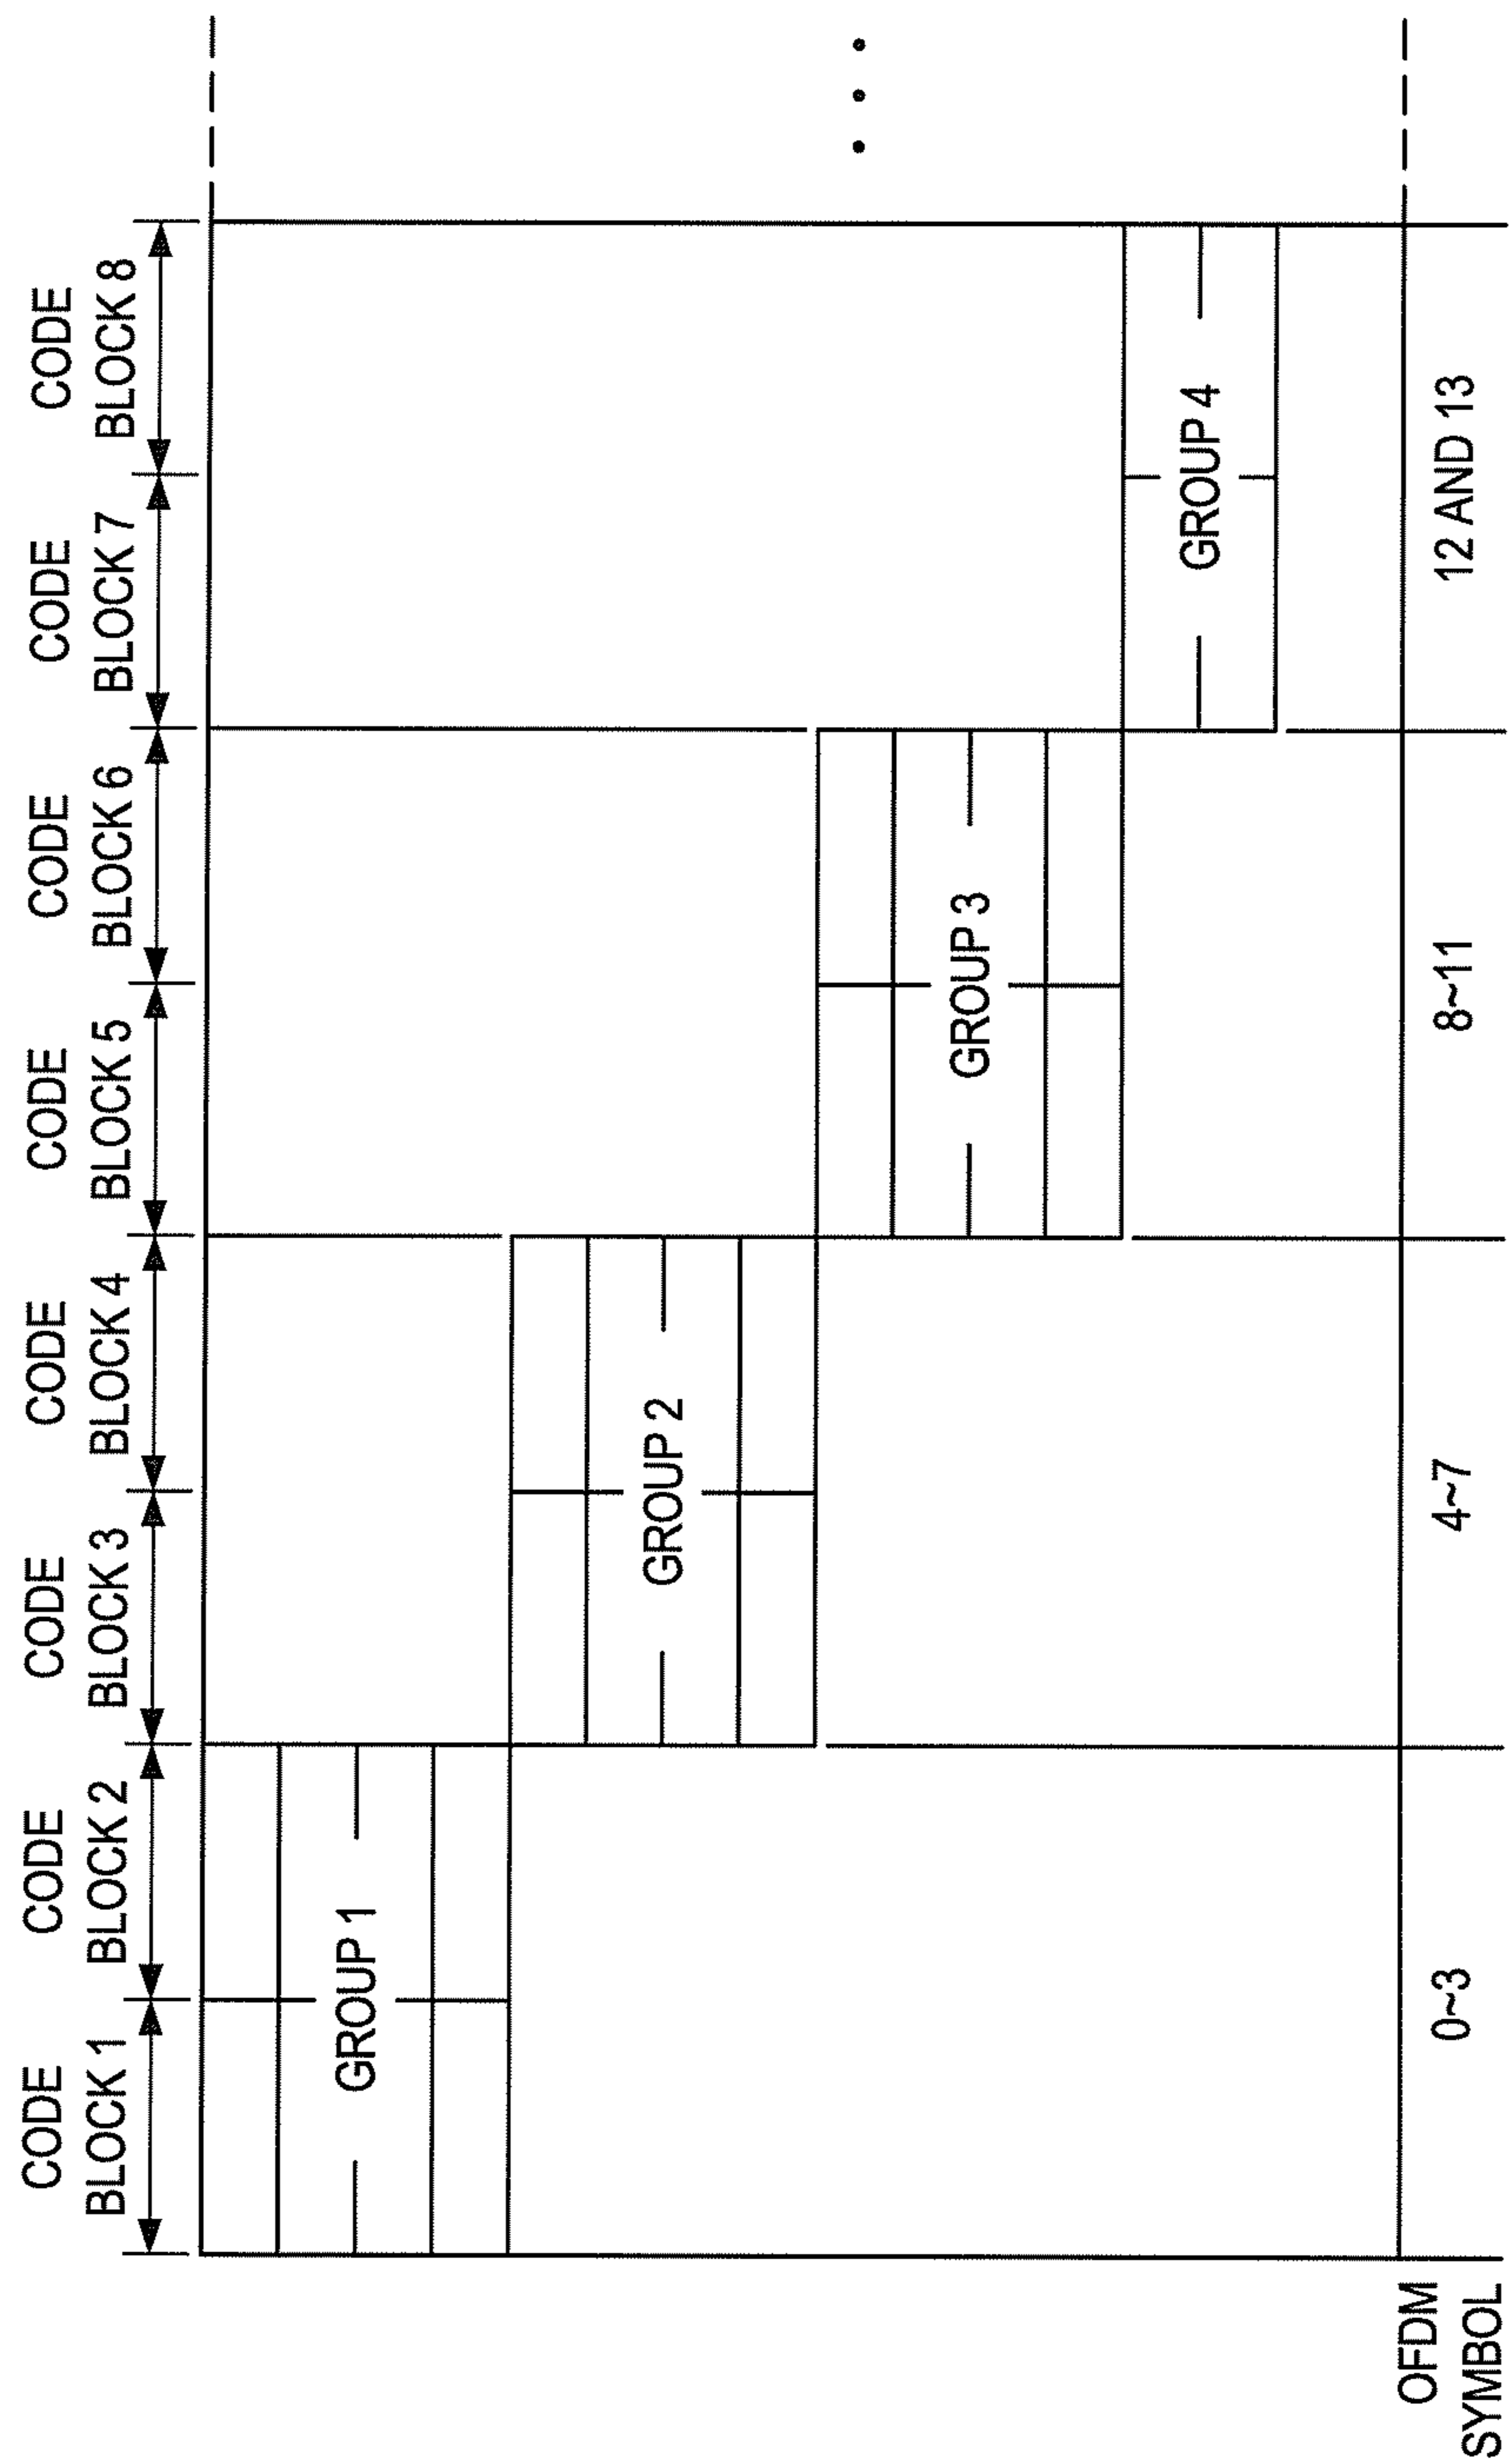 CODE
BLOCK 1
CODE
BLOCK 2
CODE
BLOCK 3
CODE
BLOCK 4
CODE
BLOCK 5
CODE
BLOCK 6
CODE
BLOCK 7
CODE
BLOCK 8
GROUP 1
GROUP 2
GROUP 3
GROUP 4
OFDM
SYMBOL
0~3
4~7
8~11
12 AND 13